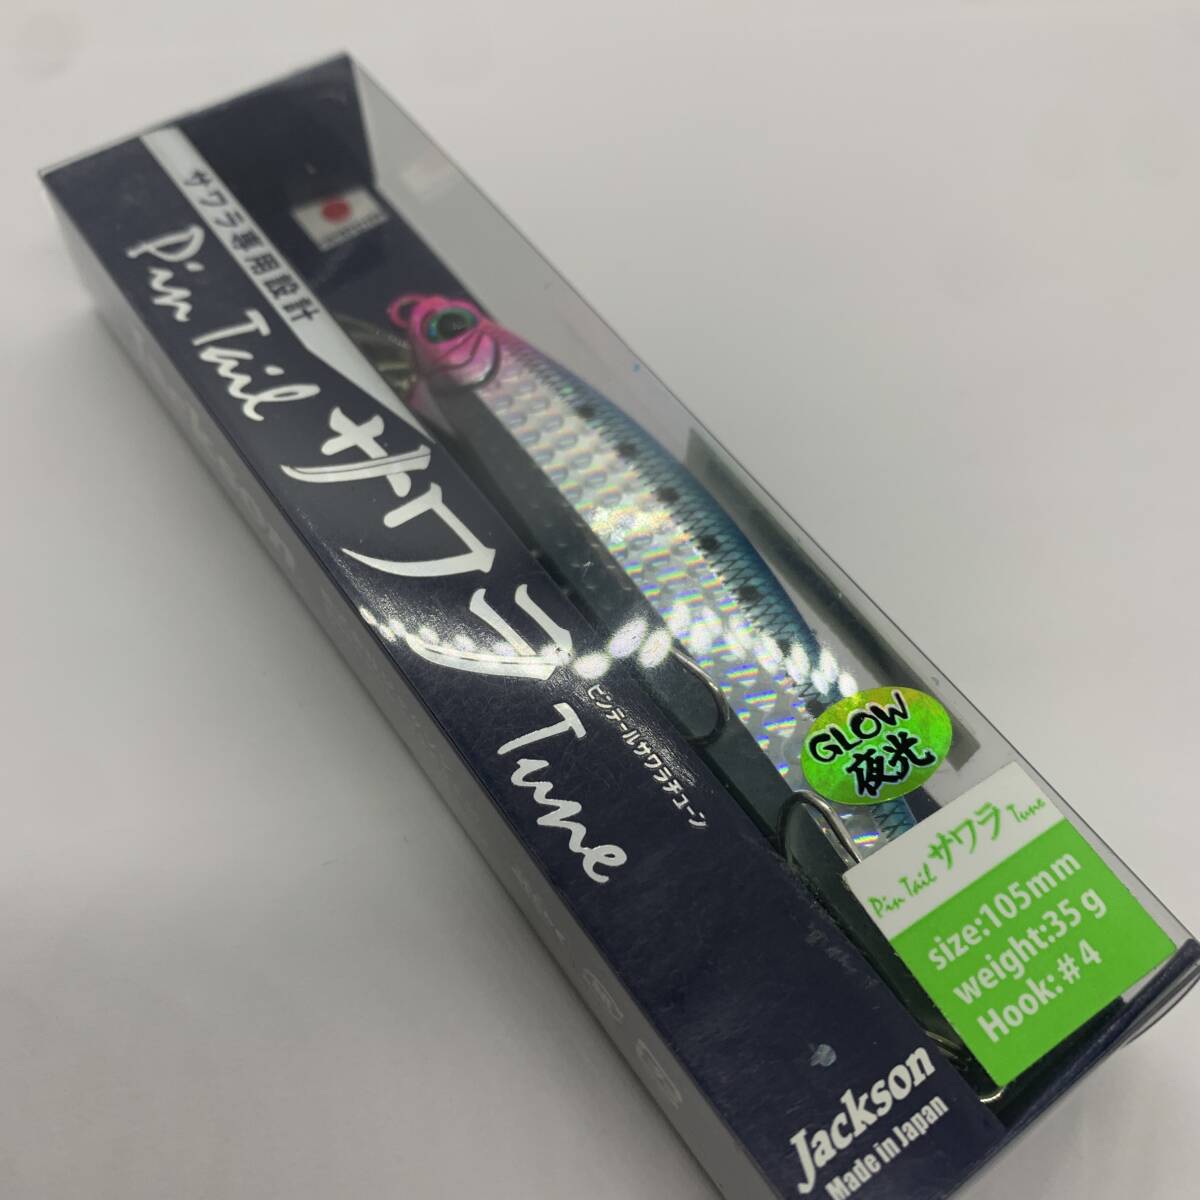 サワラ専用設計
Pin Tail サワラ Tune
ピンテールサワラチューン
GLOW
夜光
Pin Tail サワラ Tune
size:105mm
weight:35g
Hook:#4
Jackson
Made in Japan